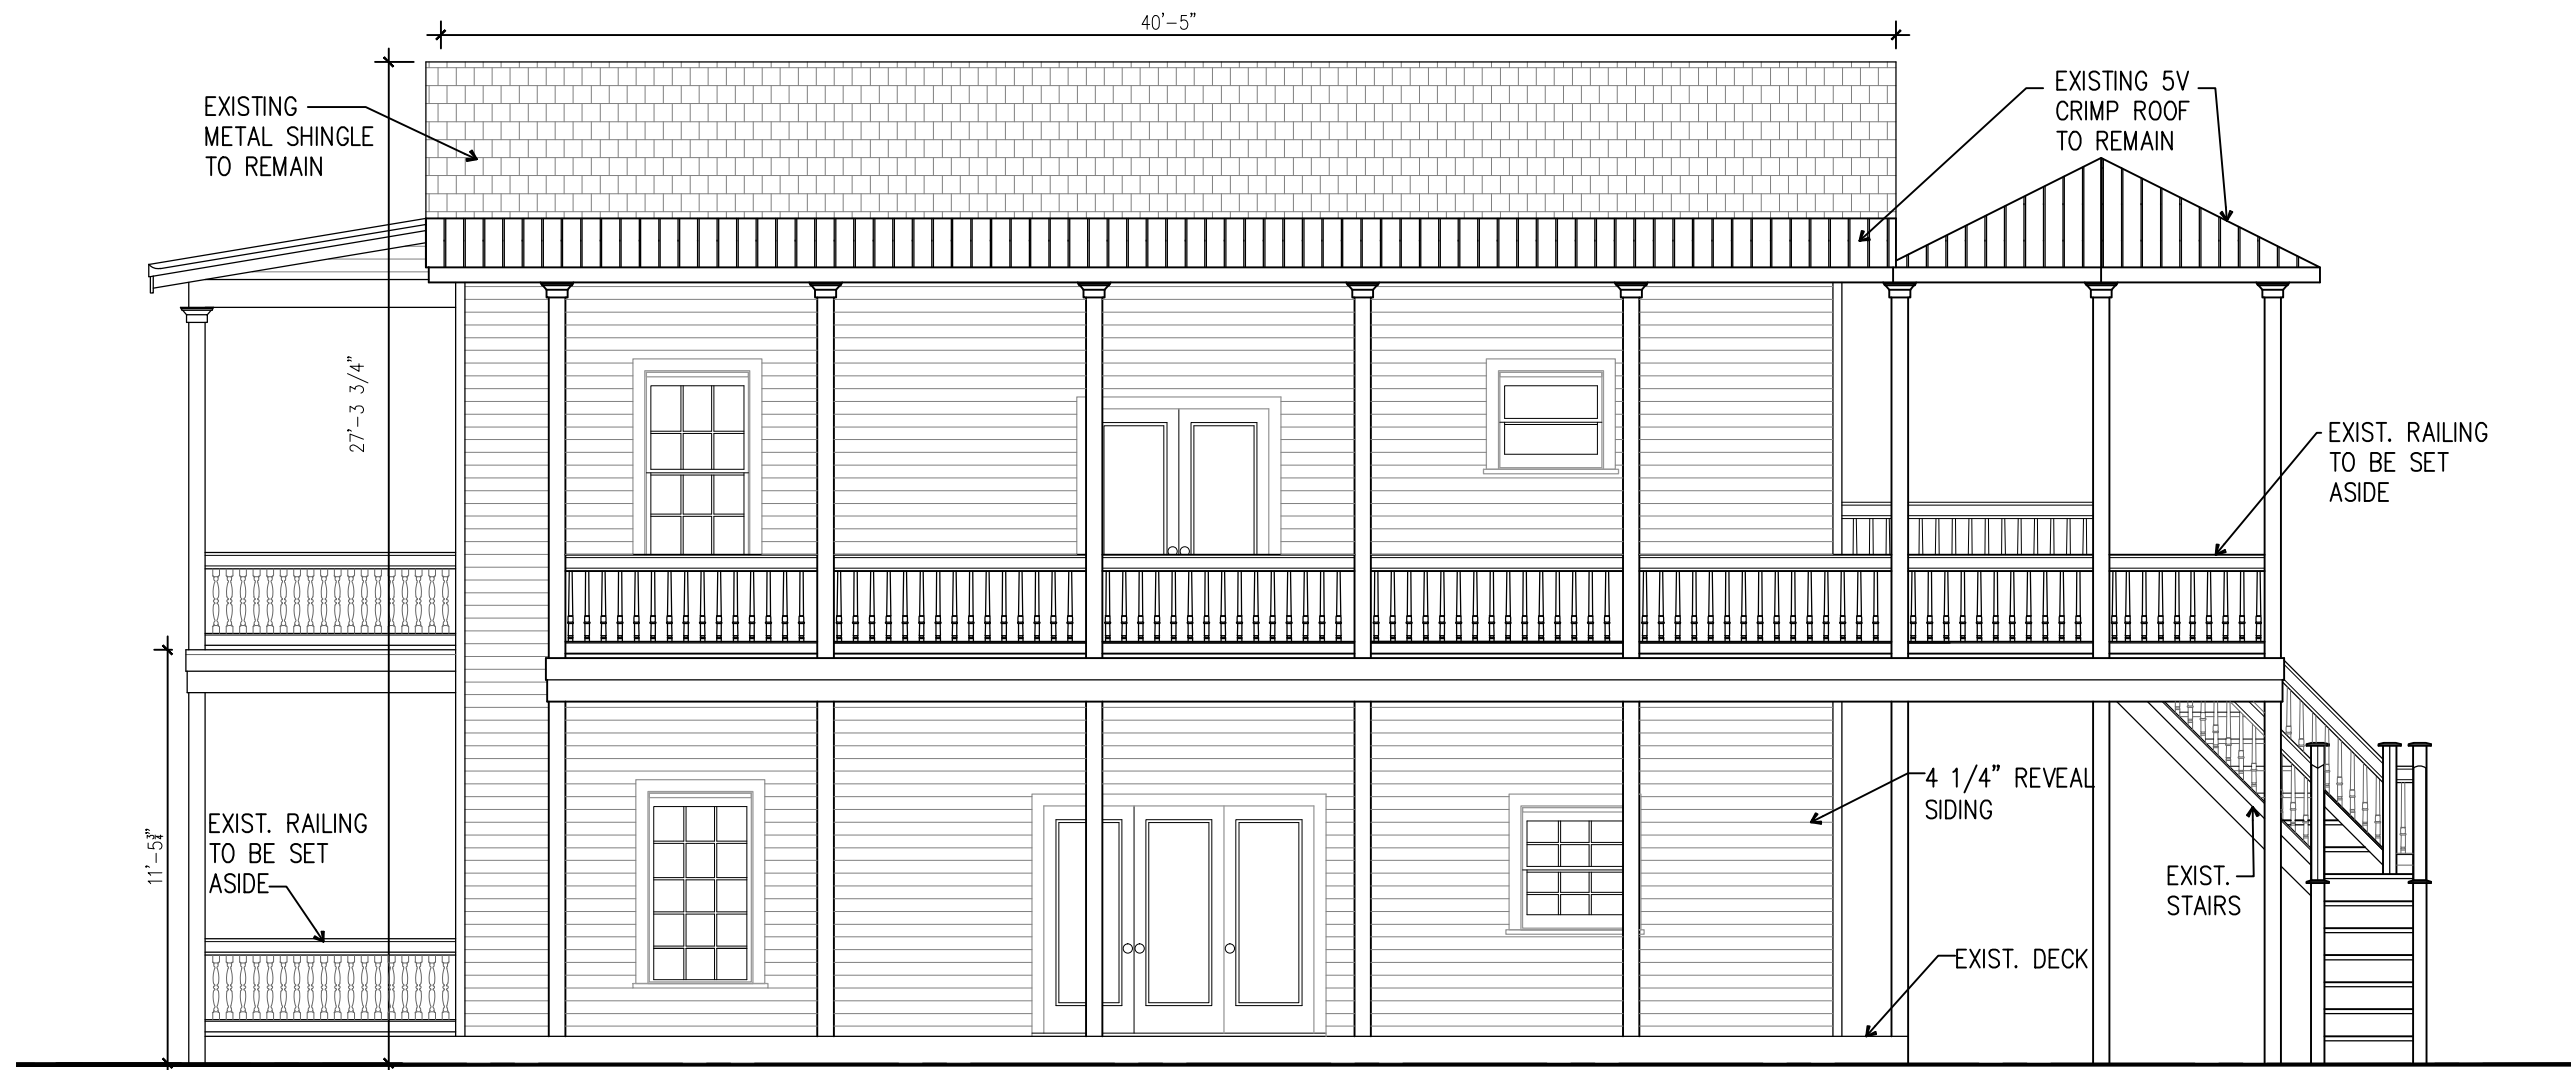 40'-5"
EXISTING
METAL SHINGLE
TO REMAIN
EXISTING 5V
CRIMP ROOF
TO REMAIN
27'-3 3/4"
EXIST. RAILING
TO BE SET
ASIDE
4 1/4" REVEAL
SIDING
EXIST. RAILING
TO BE SET
ASIDE
11'-5¾"
EXIST.
STAIRS
EXIST. DECK